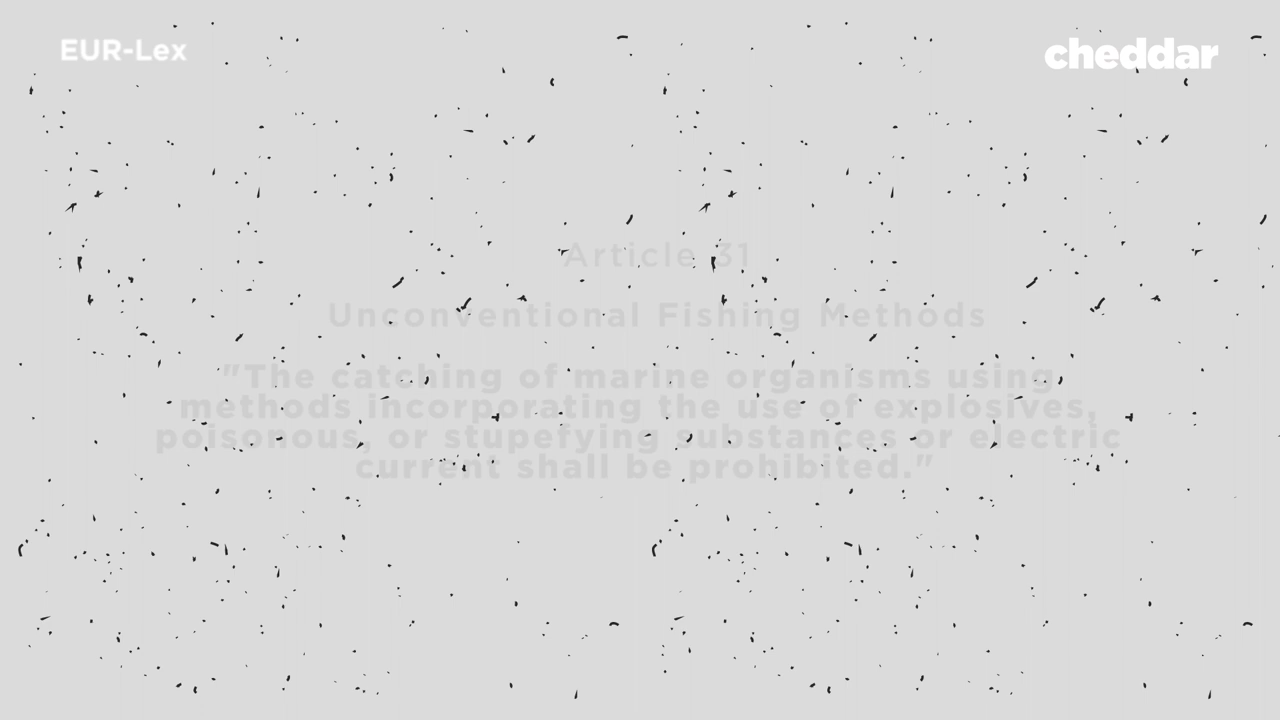 EUR-Lex
cheddar
Article 31
Unconventional Fishing Methods
"The catching of marine organisms using
methods incorporating the use of explosives,
poisonous, or stupefying substances or electric
current shall be prohibited."